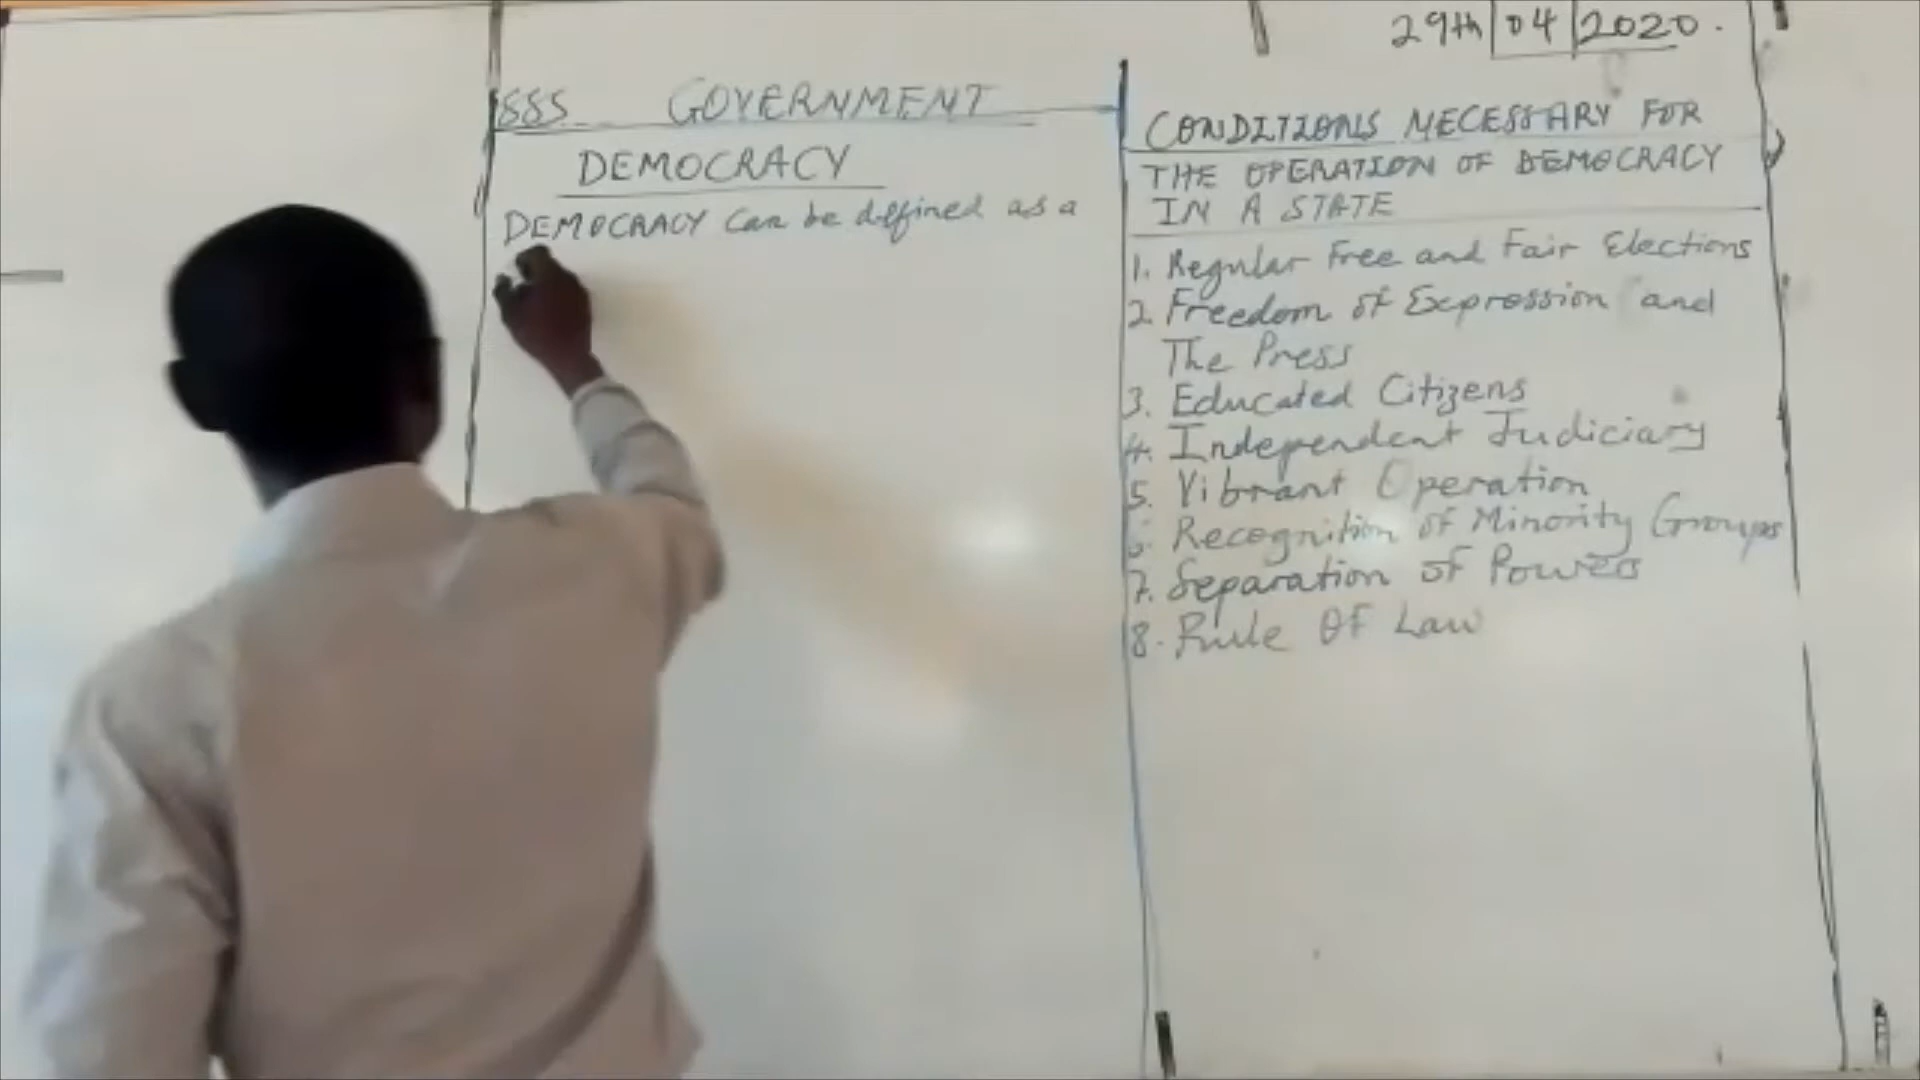 29th | 04 | 2020.
SSS GOVERNMENT
DEMOCRACY
DEMOCRACY Can be defined as a
CONDITIONS NECESSARY FOR
THE OPERATION OF DEMOCRACY
IN A STATE
1. Regular Free and Fair Elections
2. Freedom of Expression and
The Press
3. Educated Citizens
4. Independent Judiciary
5. Vibrant Operation
6. Recognition of Minority Groups
7. Separation of Powers
8. Rule OF Law